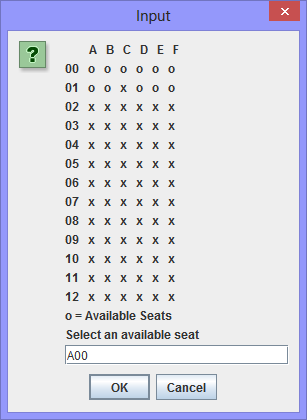 Input
?
A B C D E F
00 o o o o o o
01 o o x o o o
02 x x x x x x
03 x x x x x x
04 x x x x x x
05 x x x x x x
06 x x x x x x
07 x x x x x x
08 x x x x x x
09 x x x x x x
10 x x x x x x
11 x x x x x x
12 x x x x x x
o = Available Seats
Select an available seat
A00
OK Cancel